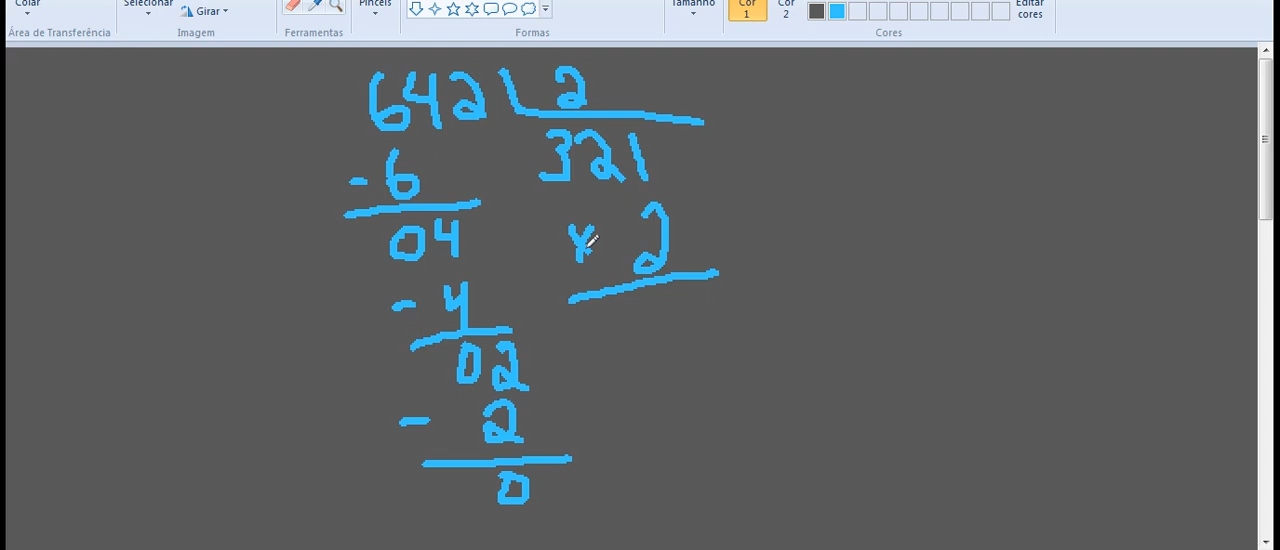 Colar
Selecionar
Girar
Pincéis
Tamanho
Cor
1
Cor
2
Editar
cores
Área de Transferência
Imagem
Ferramentas
Formas
Cores
642 2
- 6 321
04 x 2
- 4
02
- 2
0